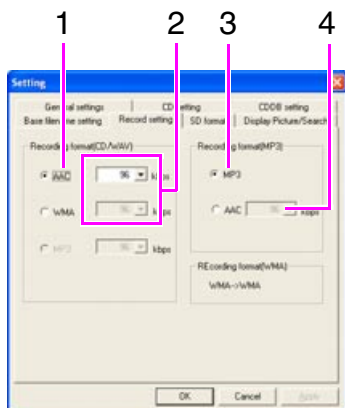 1 2 3 4
Setting
General settings CD setting CDDB setting
Base filename setting Record setting SD format Display Picture/Search
Recording format(CD/WAV)
AAC 96 kbps
WMA 96 kbps
MP3 96 kbps
Recording format(MP3)
MP3
AAC 96 kbps
REcording format(WMA)
WMA->WMA
OK Cancel Apply